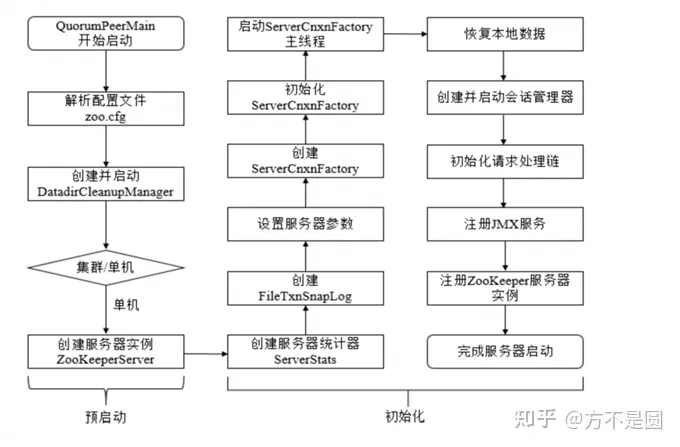 QuorumPeerMain
开始启动
解析配置文件
zoo.cfg
创建并启动
DatadirCleanupManager
集群/单机
单机
创建服务器实例
ZooKeeperServer
预启动
启动ServerCnxnFactory
主线程
初始化
ServerCnxnFactory
创建
ServerCnxnFactory
设置服务器参数
创建
FileTxnSnapLog
创建服务器统计器
ServerStats
恢复本地数据
创建并启动会话管理器
初始化请求处理链
注册JMX服务
注册ZooKeeper服务器
实例
完成服务器启动
初始化
知乎 @方不是圆